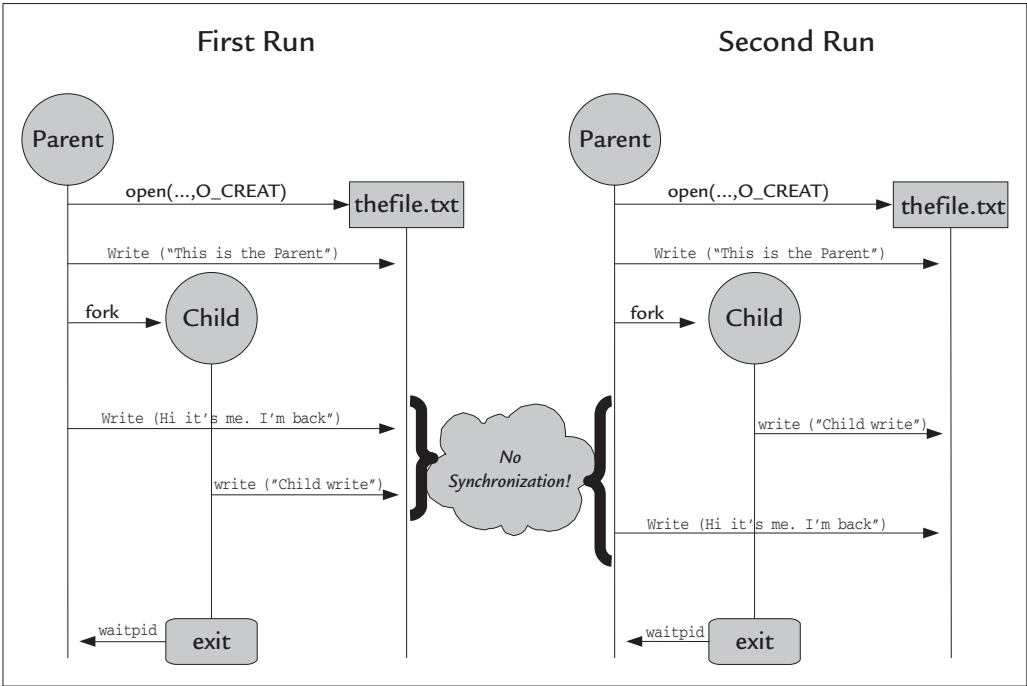 First Run
Parent
open(...,O_CREAT)
thefile.txt
Write ("This is the Parent")
fork
Child
Write (Hi it's me. I'm back")
write ("Child write")
waitpid
exit
No
Synchronization!
Second Run
Parent
open(...,O_CREAT)
thefile.txt
Write ("This is the Parent")
fork
Child
write ("Child write")
Write (Hi it's me. I'm back")
waitpid
exit